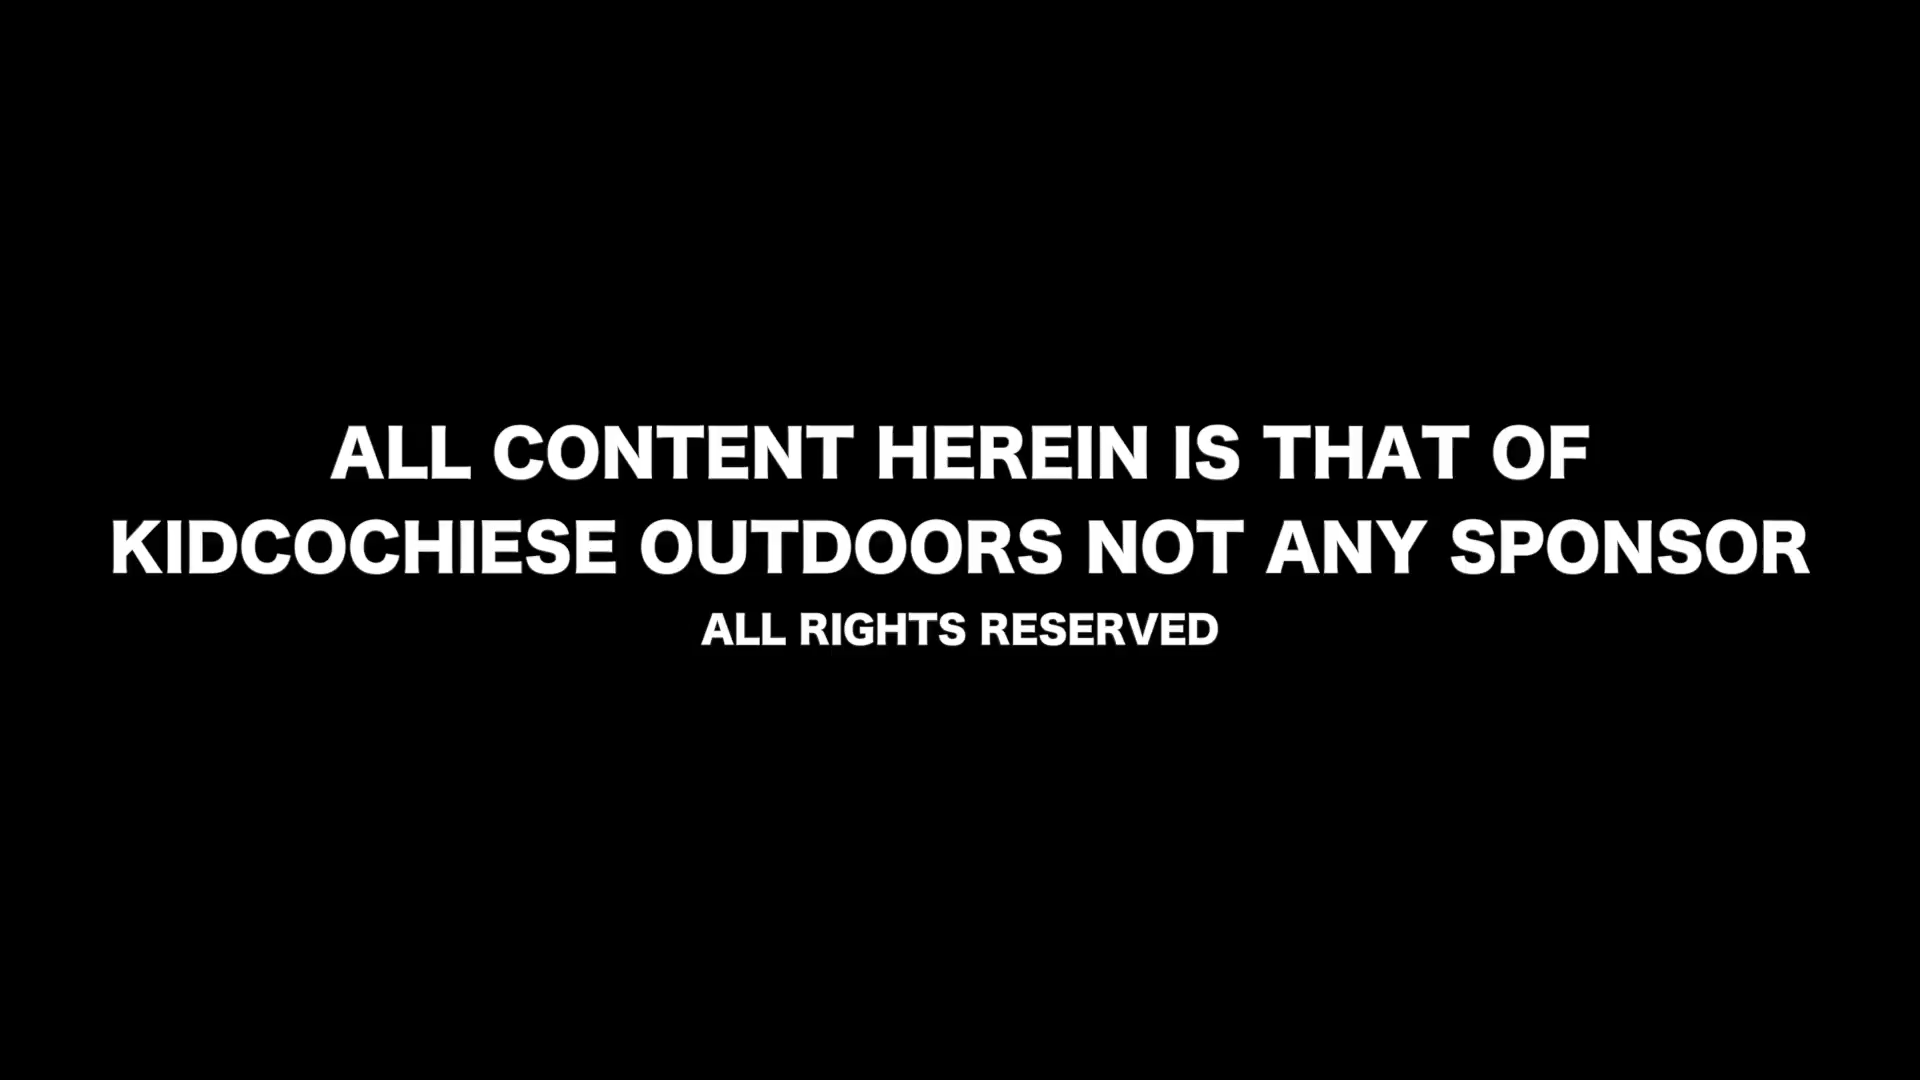 ALL CONTENT HEREIN IS THAT OF
KIDCOCHIESE OUTDOORS NOT ANY SPONSOR
ALL RIGHTS RESERVED